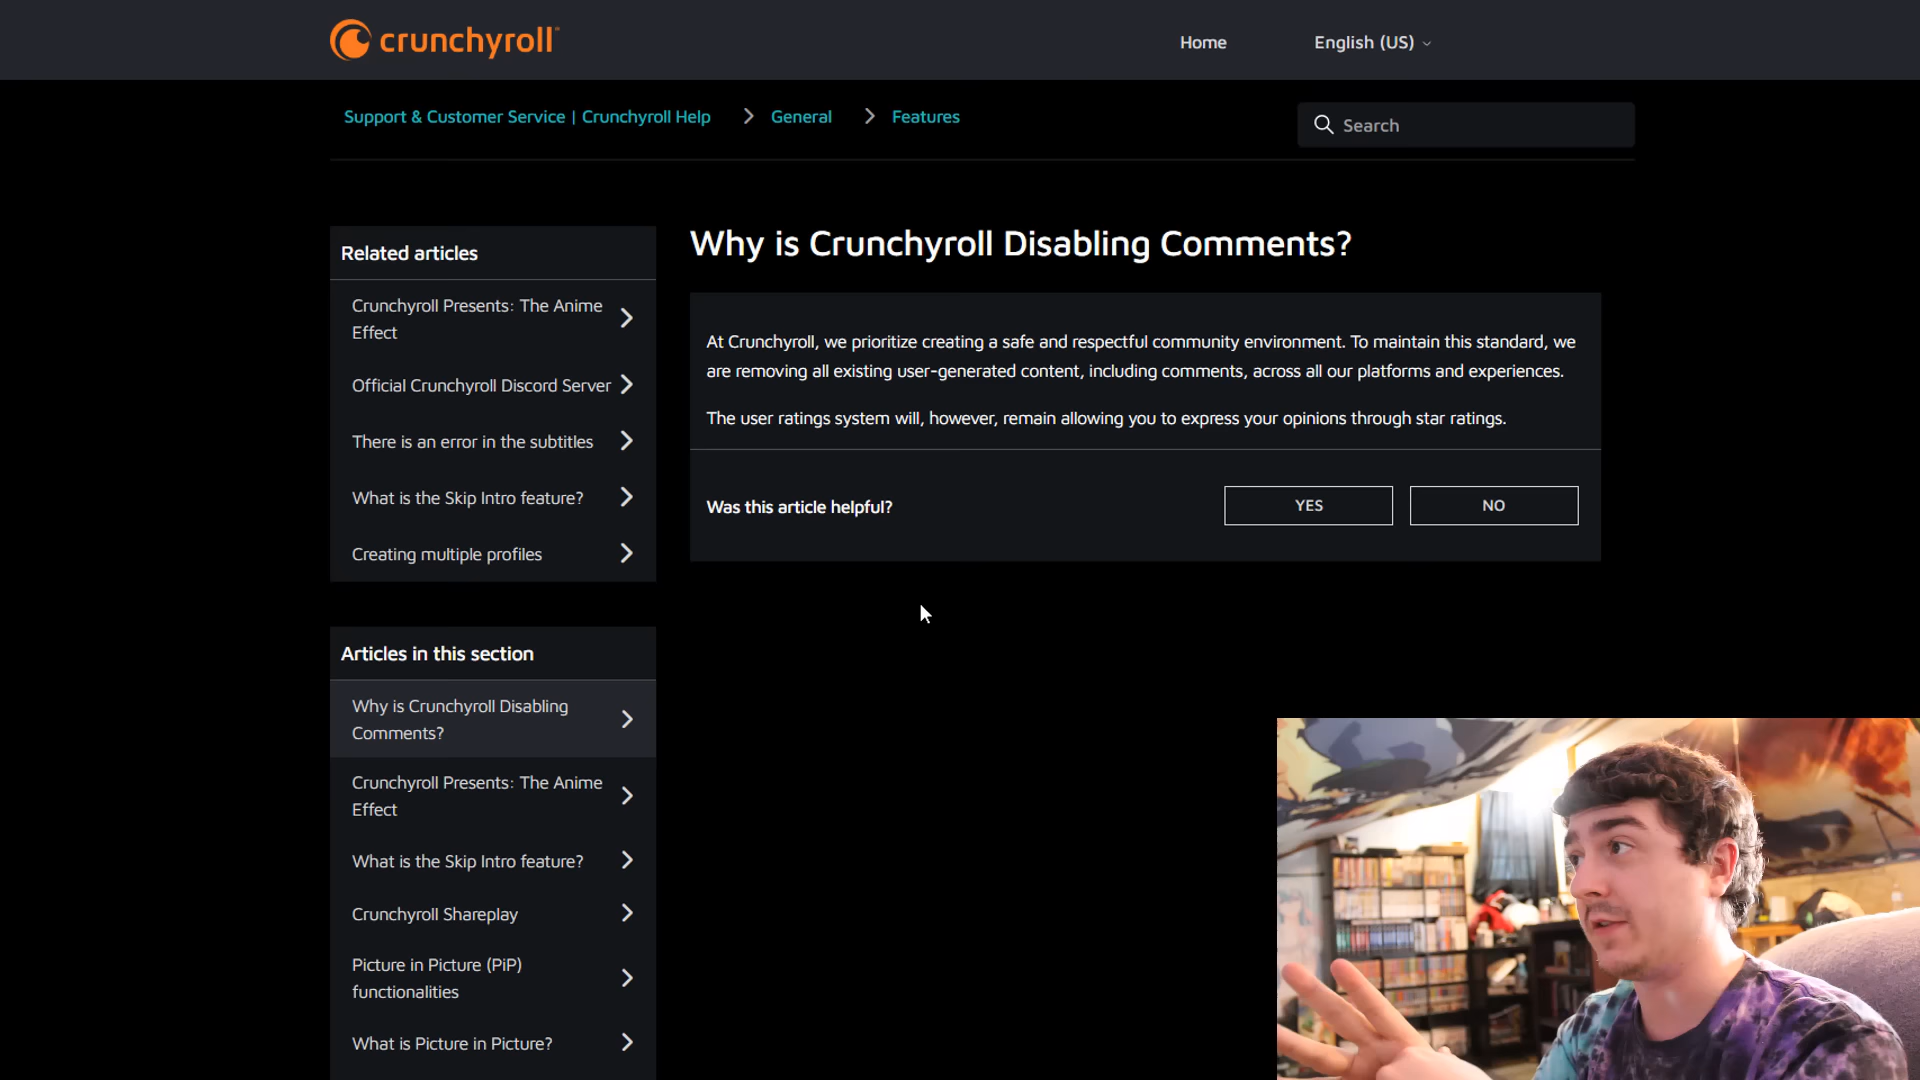 crunchyroll
Home
English (US)
Support & Customer Service | Crunchyroll Help
General
Features
Search
Related articles
Crunchyroll Presents: The Anime
Effect
Official Crunchyroll Discord Server
There is an error in the subtitles
What is the Skip Intro feature?
Creating multiple profiles
Why is Crunchyroll Disabling Comments?
At Crunchyroll, we prioritize creating a safe and respectful community environment. To maintain this standard, we
are removing all existing user-generated content, including comments, across all our platforms and experiences.
The user ratings system will, however, remain allowing you to express your opinions through star ratings.
Was this article helpful?
YES
NO
Articles in this section
Why is Crunchyroll Disabling
Comments?
Crunchyroll Presents: The Anime
Effect
What is the Skip Intro feature?
Crunchyroll Shareplay
Picture in Picture (PiP)
functionalities
What is Picture in Picture?